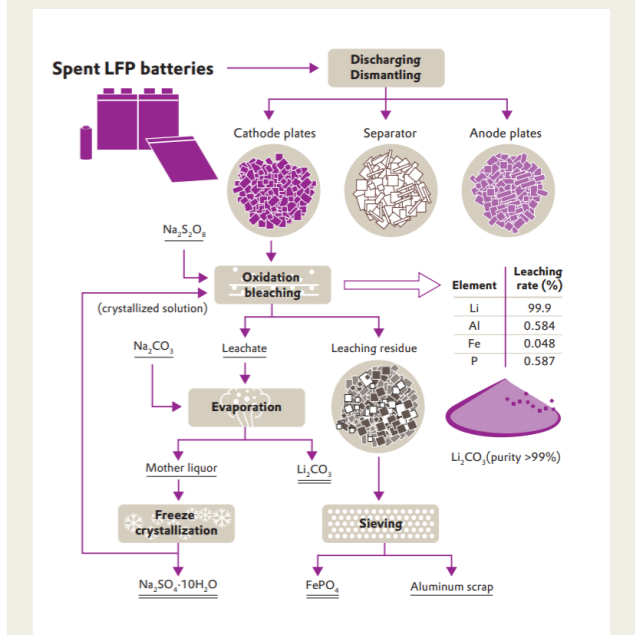 Spent LFP batteries
Discharging
Dismantling
Cathode plates
Separator
Anode plates
Na₂S₂O₈
Oxidation
bleaching
(crystallized solution)
Element
Leaching
rate (%)
Li 99.9
Al 0.584
Fe 0.048
P 0.587
Na₂CO₃
Leachate
Leaching residue
Evaporation
Li₂CO₃(purity >99%)
Mother liquor
Li₂CO₃
Freeze
crystallization
Sieving
Na₂SO₄·10H₂O
FePO₄
Aluminum scrap